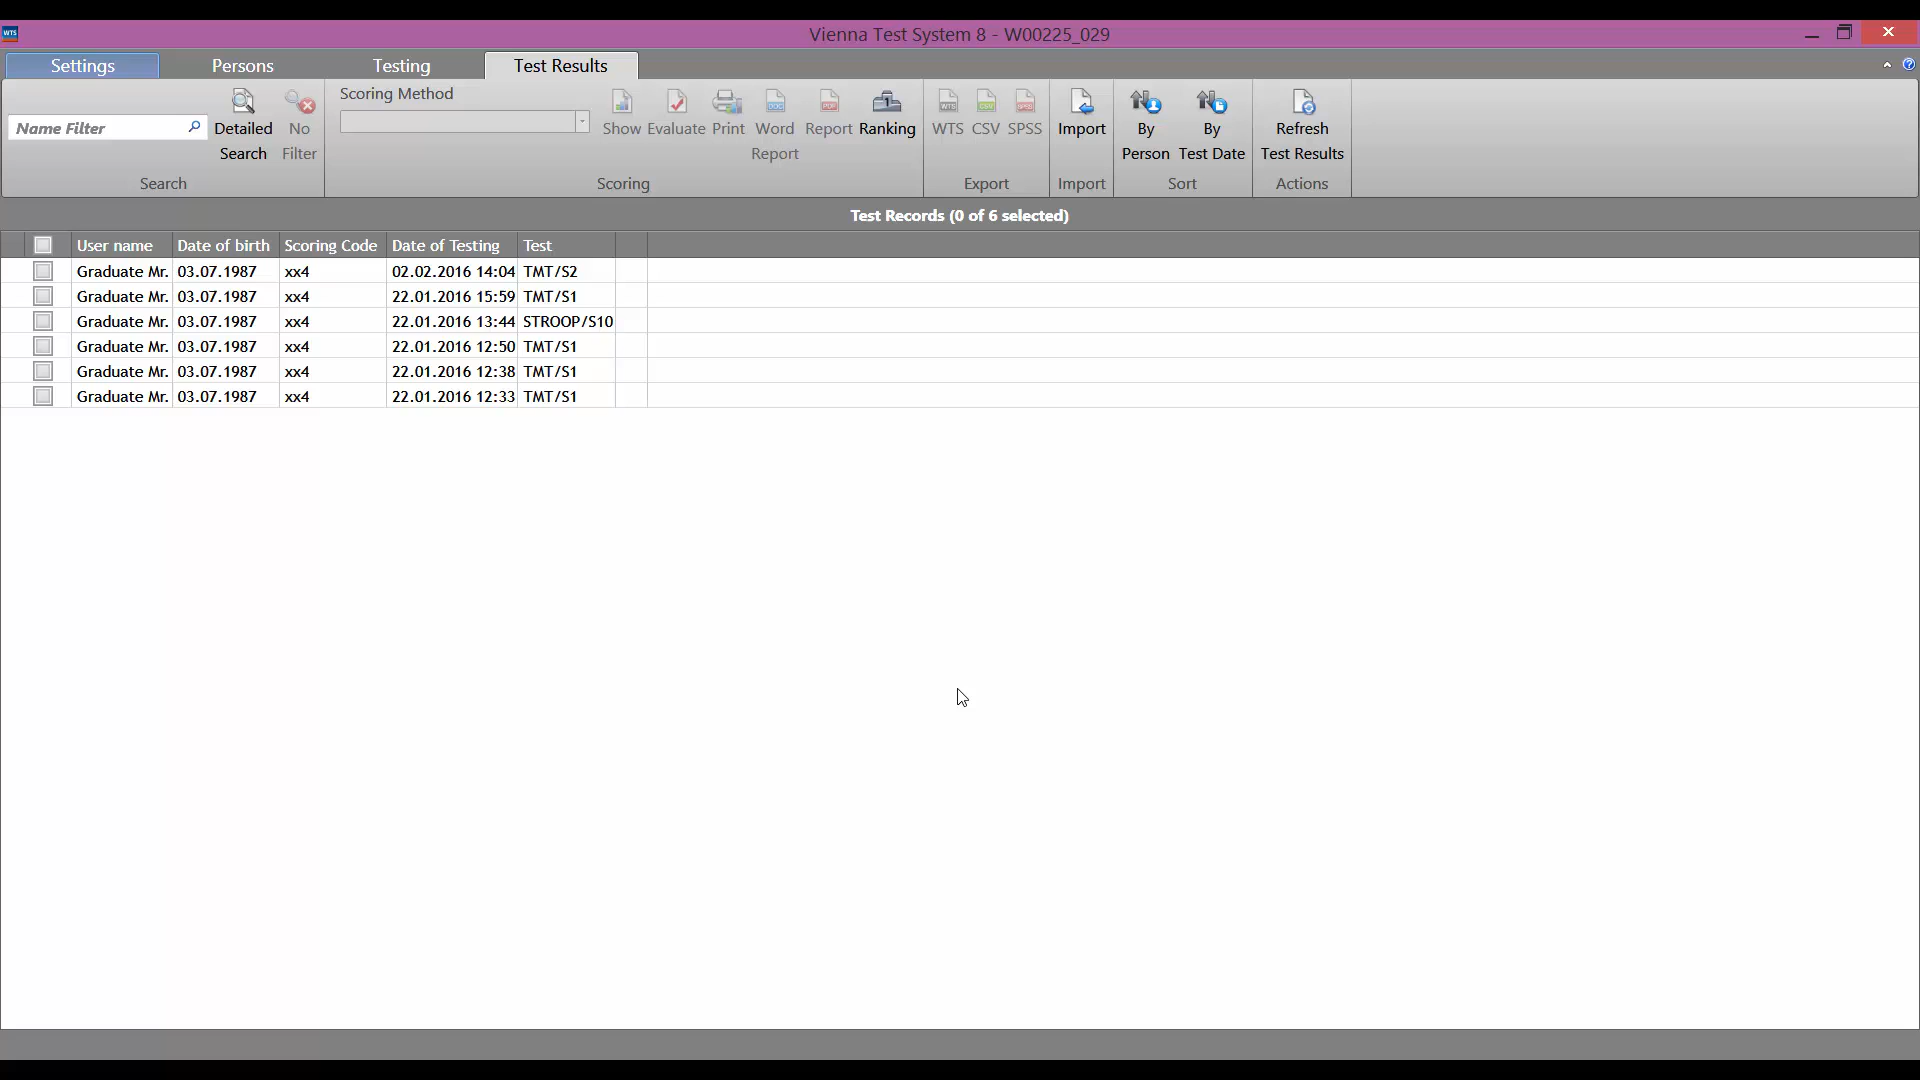 WTS Vienna Test System 8 - W00225_029
Settings Persons Testing Test Results
Scoring Method
Name Filter
Detailed Search
No Filter
Show Evaluate Print Word Report Report Ranking
WTS CSV SPSS
Import
By Person
By Test Date
Refresh Test Results
Search Scoring Export Import Sort Actions
Test Records (0 of 6 selected)
User name Date of birth Scoring Code Date of Testing Test
Graduate Mr. 03.07.1987 xx4 02.02.2016 14:04 TMT/S2
Graduate Mr. 03.07.1987 xx4 22.01.2016 15:59 TMT/S1
Graduate Mr. 03.07.1987 xx4 22.01.2016 13:44 STROOP/S10
Graduate Mr. 03.07.1987 xx4 22.01.2016 12:50 TMT/S1
Graduate Mr. 03.07.1987 xx4 22.01.2016 12:38 TMT/S1
Graduate Mr. 03.07.1987 xx4 22.01.2016 12:33 TMT/S1